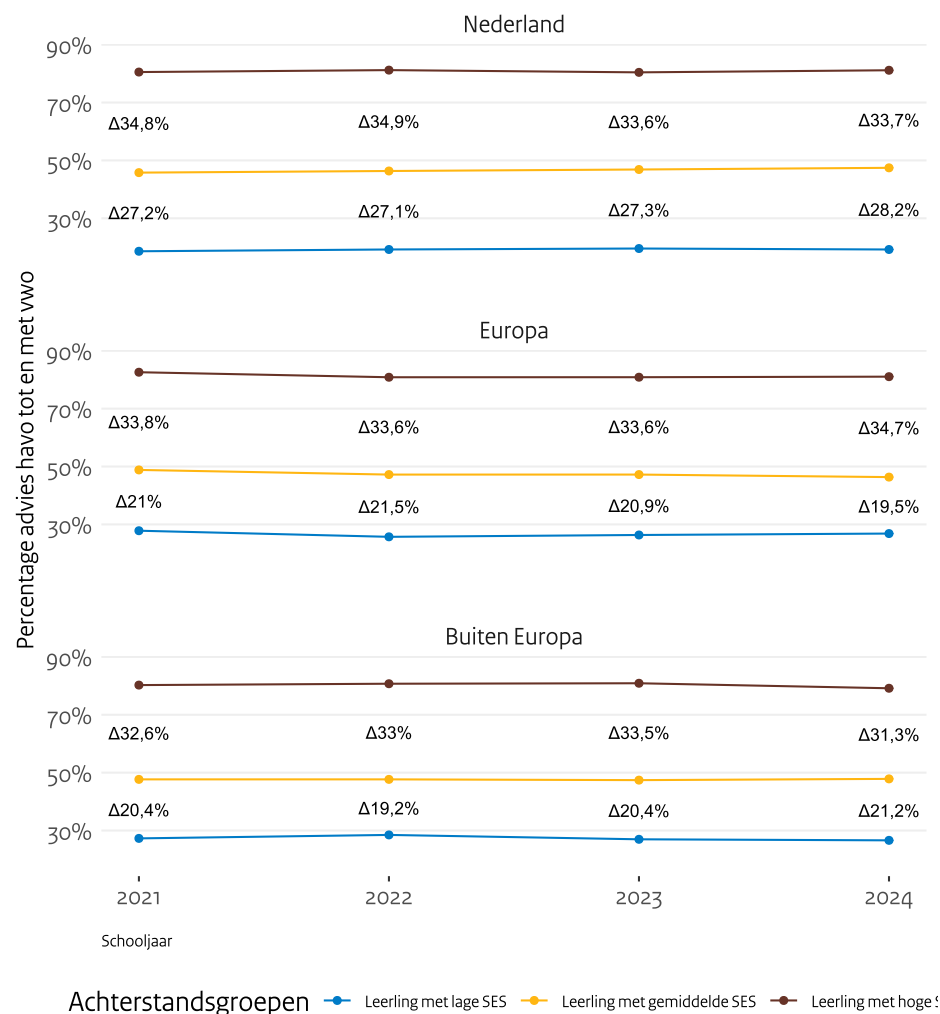 Nederland
90%
70%
Δ34,8% Δ34,9% Δ33,6% Δ33,7%
50%
Δ27,2% Δ27,1% Δ27,3% Δ28,2%
30%
Percentage advies havo tot en met vwo
Europa
90%
70%
Δ33,8% Δ33,6% Δ33,6% Δ34,7%
50%
Δ21% Δ21,5% Δ20,9% Δ19,5%
30%
Buiten Europa
90%
70%
Δ32,6% Δ33% Δ33,5% Δ31,3%
50%
Δ20,4% Δ19,2% Δ20,4% Δ21,2%
30%
2021 2022 2023 2024
Schooljaar
Achterstandsgroepen Leerling met lage SES Leerling met gemiddelde SES Leerling met hoge